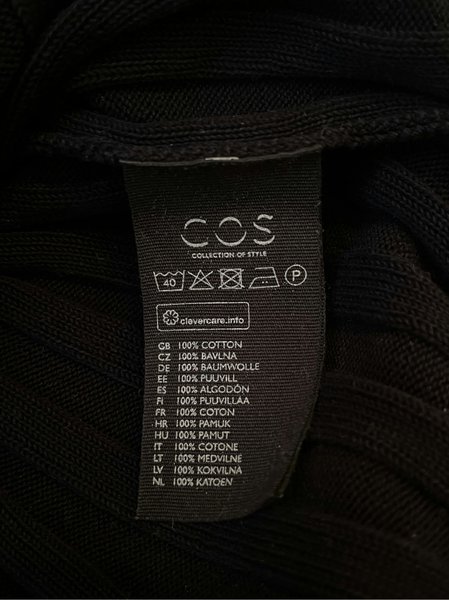 COS
COLLECTION OF STYLE
40 P
clevercare.info
GB 100% COTTON
CZ 100% BAVLNA
DE 100% BAUMWOLLE
EE 100% PUUVILL
ES 100% ALGODÓN
FI 100% PUUVILLAA
FR 100% COTON
HR 100% PAMUK
HU 100% PAMUT
IT 100% COTONE
LT 100% MEDVILNE
LV 100% KOKVILNA
NL 100% KATOEN